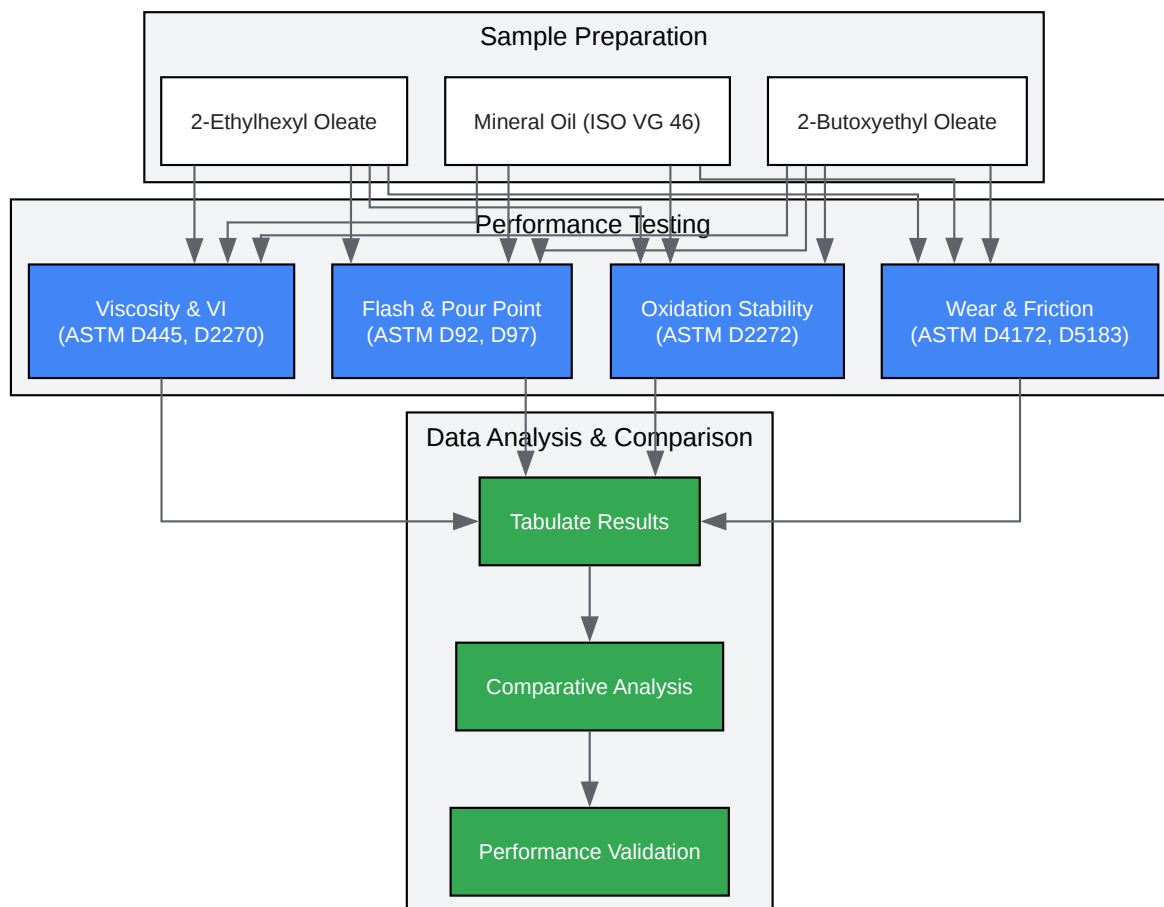 Sample Preparation
2-Ethylhexyl Oleate
Mineral Oil (ISO VG 46)
2-Butoxyethyl Oleate
Performance Testing
Viscosity & VI
(ASTM D445, D2270)
Flash & Pour Point
(ASTM D92, D97)
Oxidation Stability
(ASTM D2272)
Wear & Friction
(ASTM D4172, D5183)
Data Analysis & Comparison
Tabulate Results
Comparative Analysis
Performance Validation